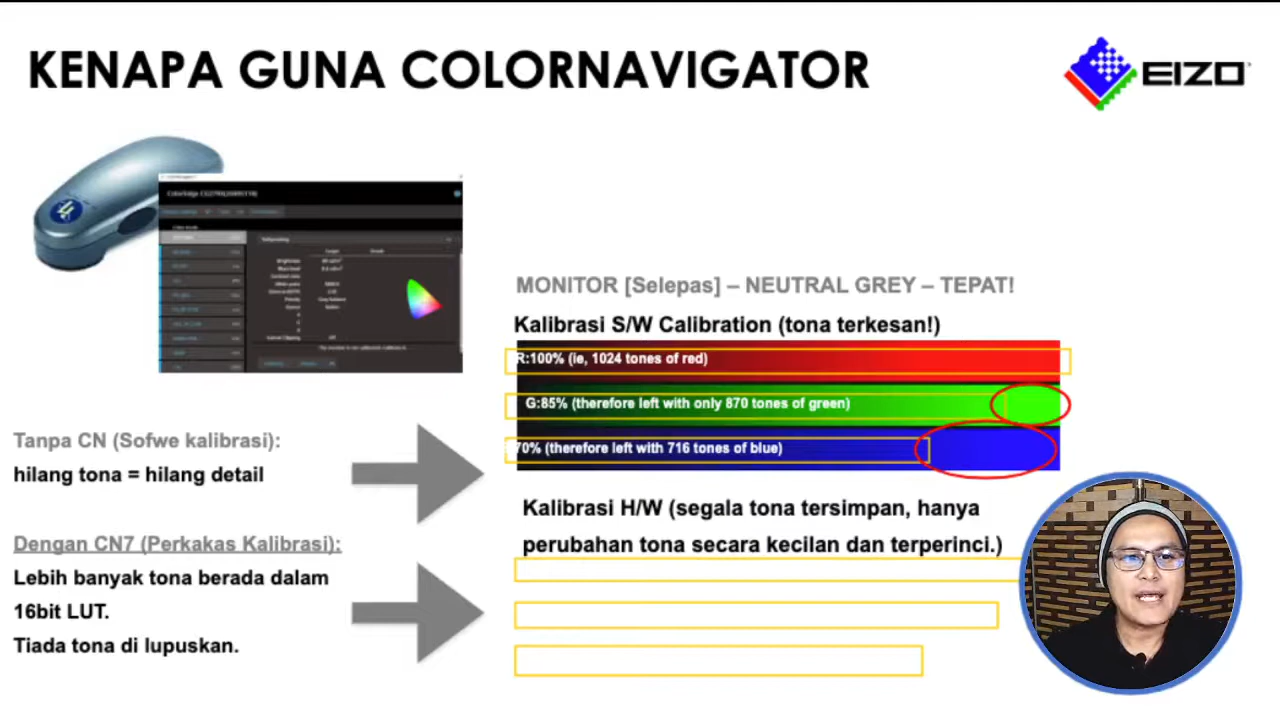 KENAPA GUNA COLORNAVIGATOR
EIZO
MONITOR [Selepas] – NEUTRAL GREY – TEPAT!
Kalibrasi S/W Calibration (tona terkesan!)
R:100% (ie, 1024 tones of red)
G:85% (therefore left with only 870 tones of green)
70% (therefore left with 716 tones of blue)
Tanpa CN (Sofwe kalibrasi):
hilang tona = hilang detail
Kalibrasi H/W (segala tona tersimpan, hanya
perubahan tona secara kecilan dan terperinci.)
Dengan CN7 (Perkakas Kalibrasi):
Lebih banyak tona berada dalam
16bit LUT.
Tiada tona di lupuskan.